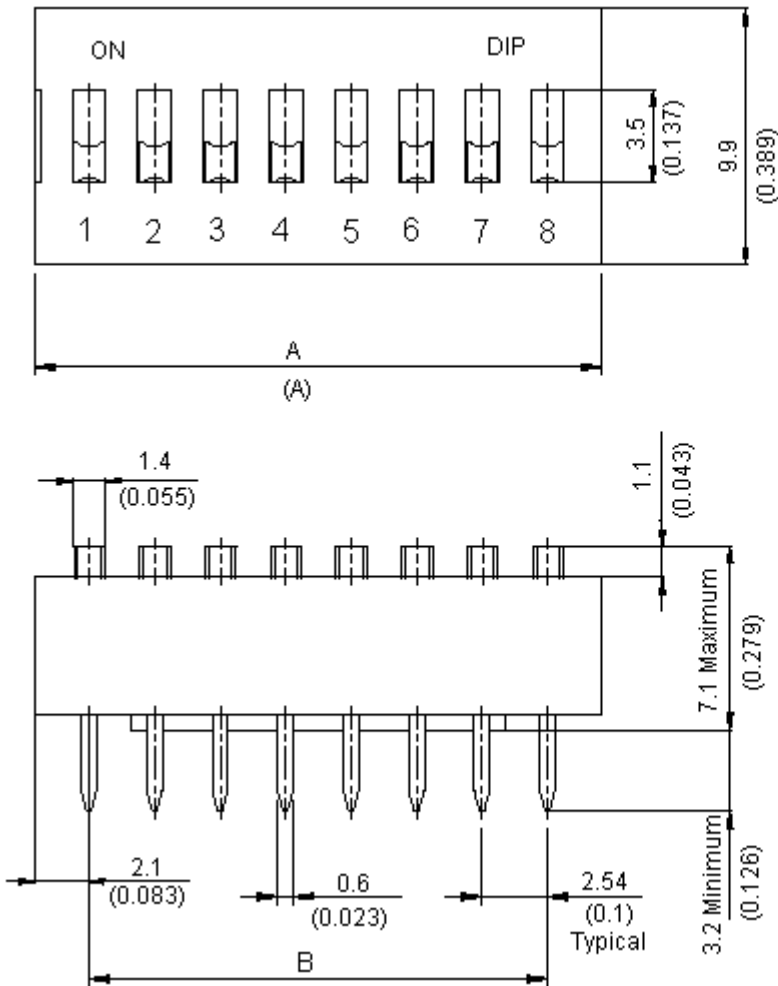 ON DIP
3.5
(0.137)
9.9
(0.389)
1 2 3 4 5 6 7 8
A
(A)
1.4
(0.055)
1.1
(0.043)
7.1 Maximum
(0.279)
2.1
(0.083)
0.6
(0.023)
2.54
(0.1)
Typical
3.2 Minimum
(0.126)
B